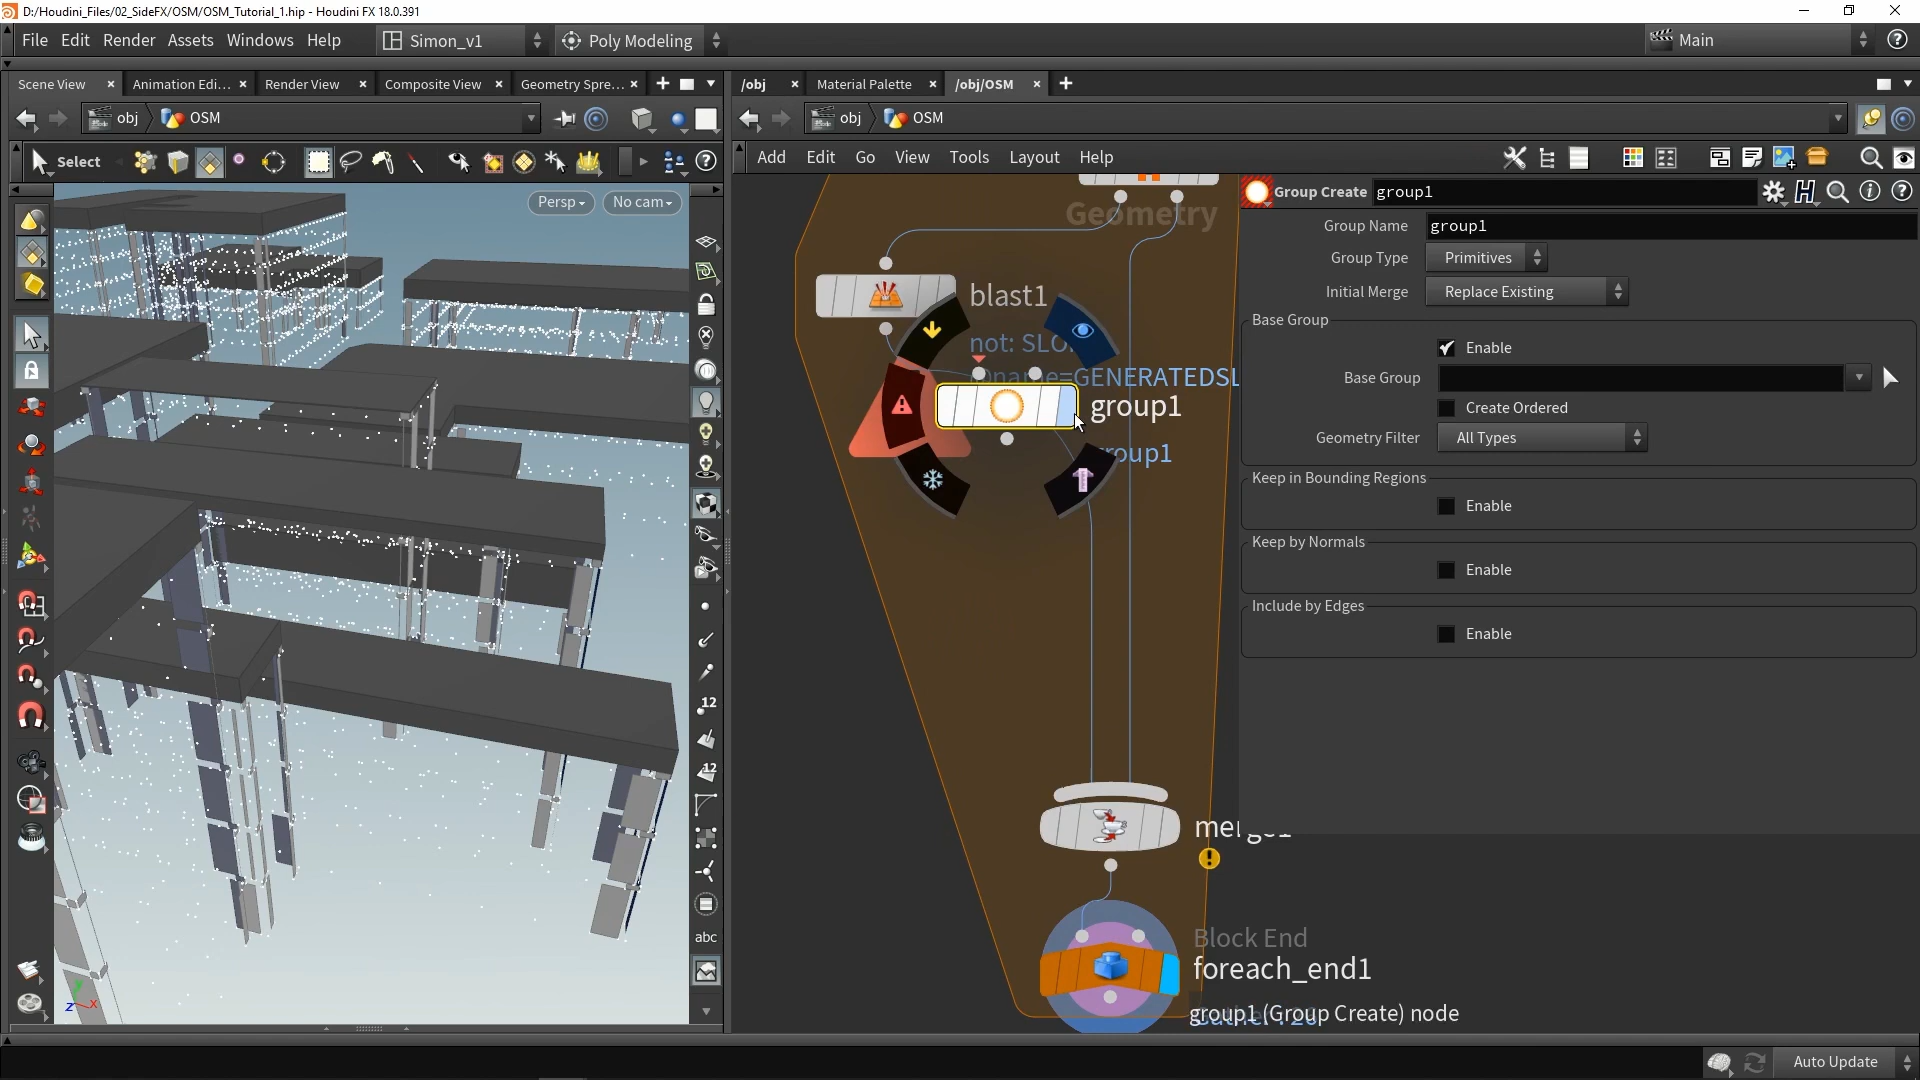 D:/Houdini_Files/02_SideFX/OSM/OSM_Tutorial_1.hip - Houdini FX 18.0.391
File Edit Render Assets Windows Help Simon_v1 Poly Modeling Main
Scene View Animation Edi... Render View Composite View Geometry Spre... /obj Material Palette /obj/OSM
obj OSM obj OSM
Select Add Edit Go View Tools Layout Help
Persp No cam
Group Create group1
Group Name group1
Group Type Primitives
Initial Merge Replace Existing
Base Group
Enable
Base Group
Create Ordered
Geometry Filter All Types
Keep in Bounding Regions
Enable
Keep by Normals
Enable
Include by Edges
Enable
Geometry
blast1
not:
group1
group1
merge1
Block End
foreach_end1
group1 (Group Create) node
12
12
abc
y
z x
Auto Update